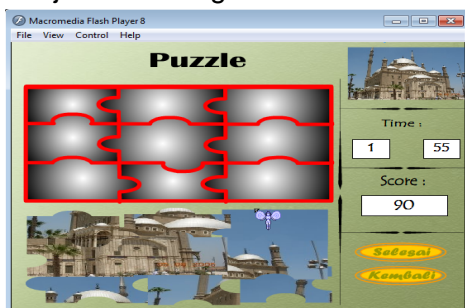 Macromedia Flash Player 8
File View Control Help
Puzzle
Time :
1 55
Score :
90
Selesai
Kembali